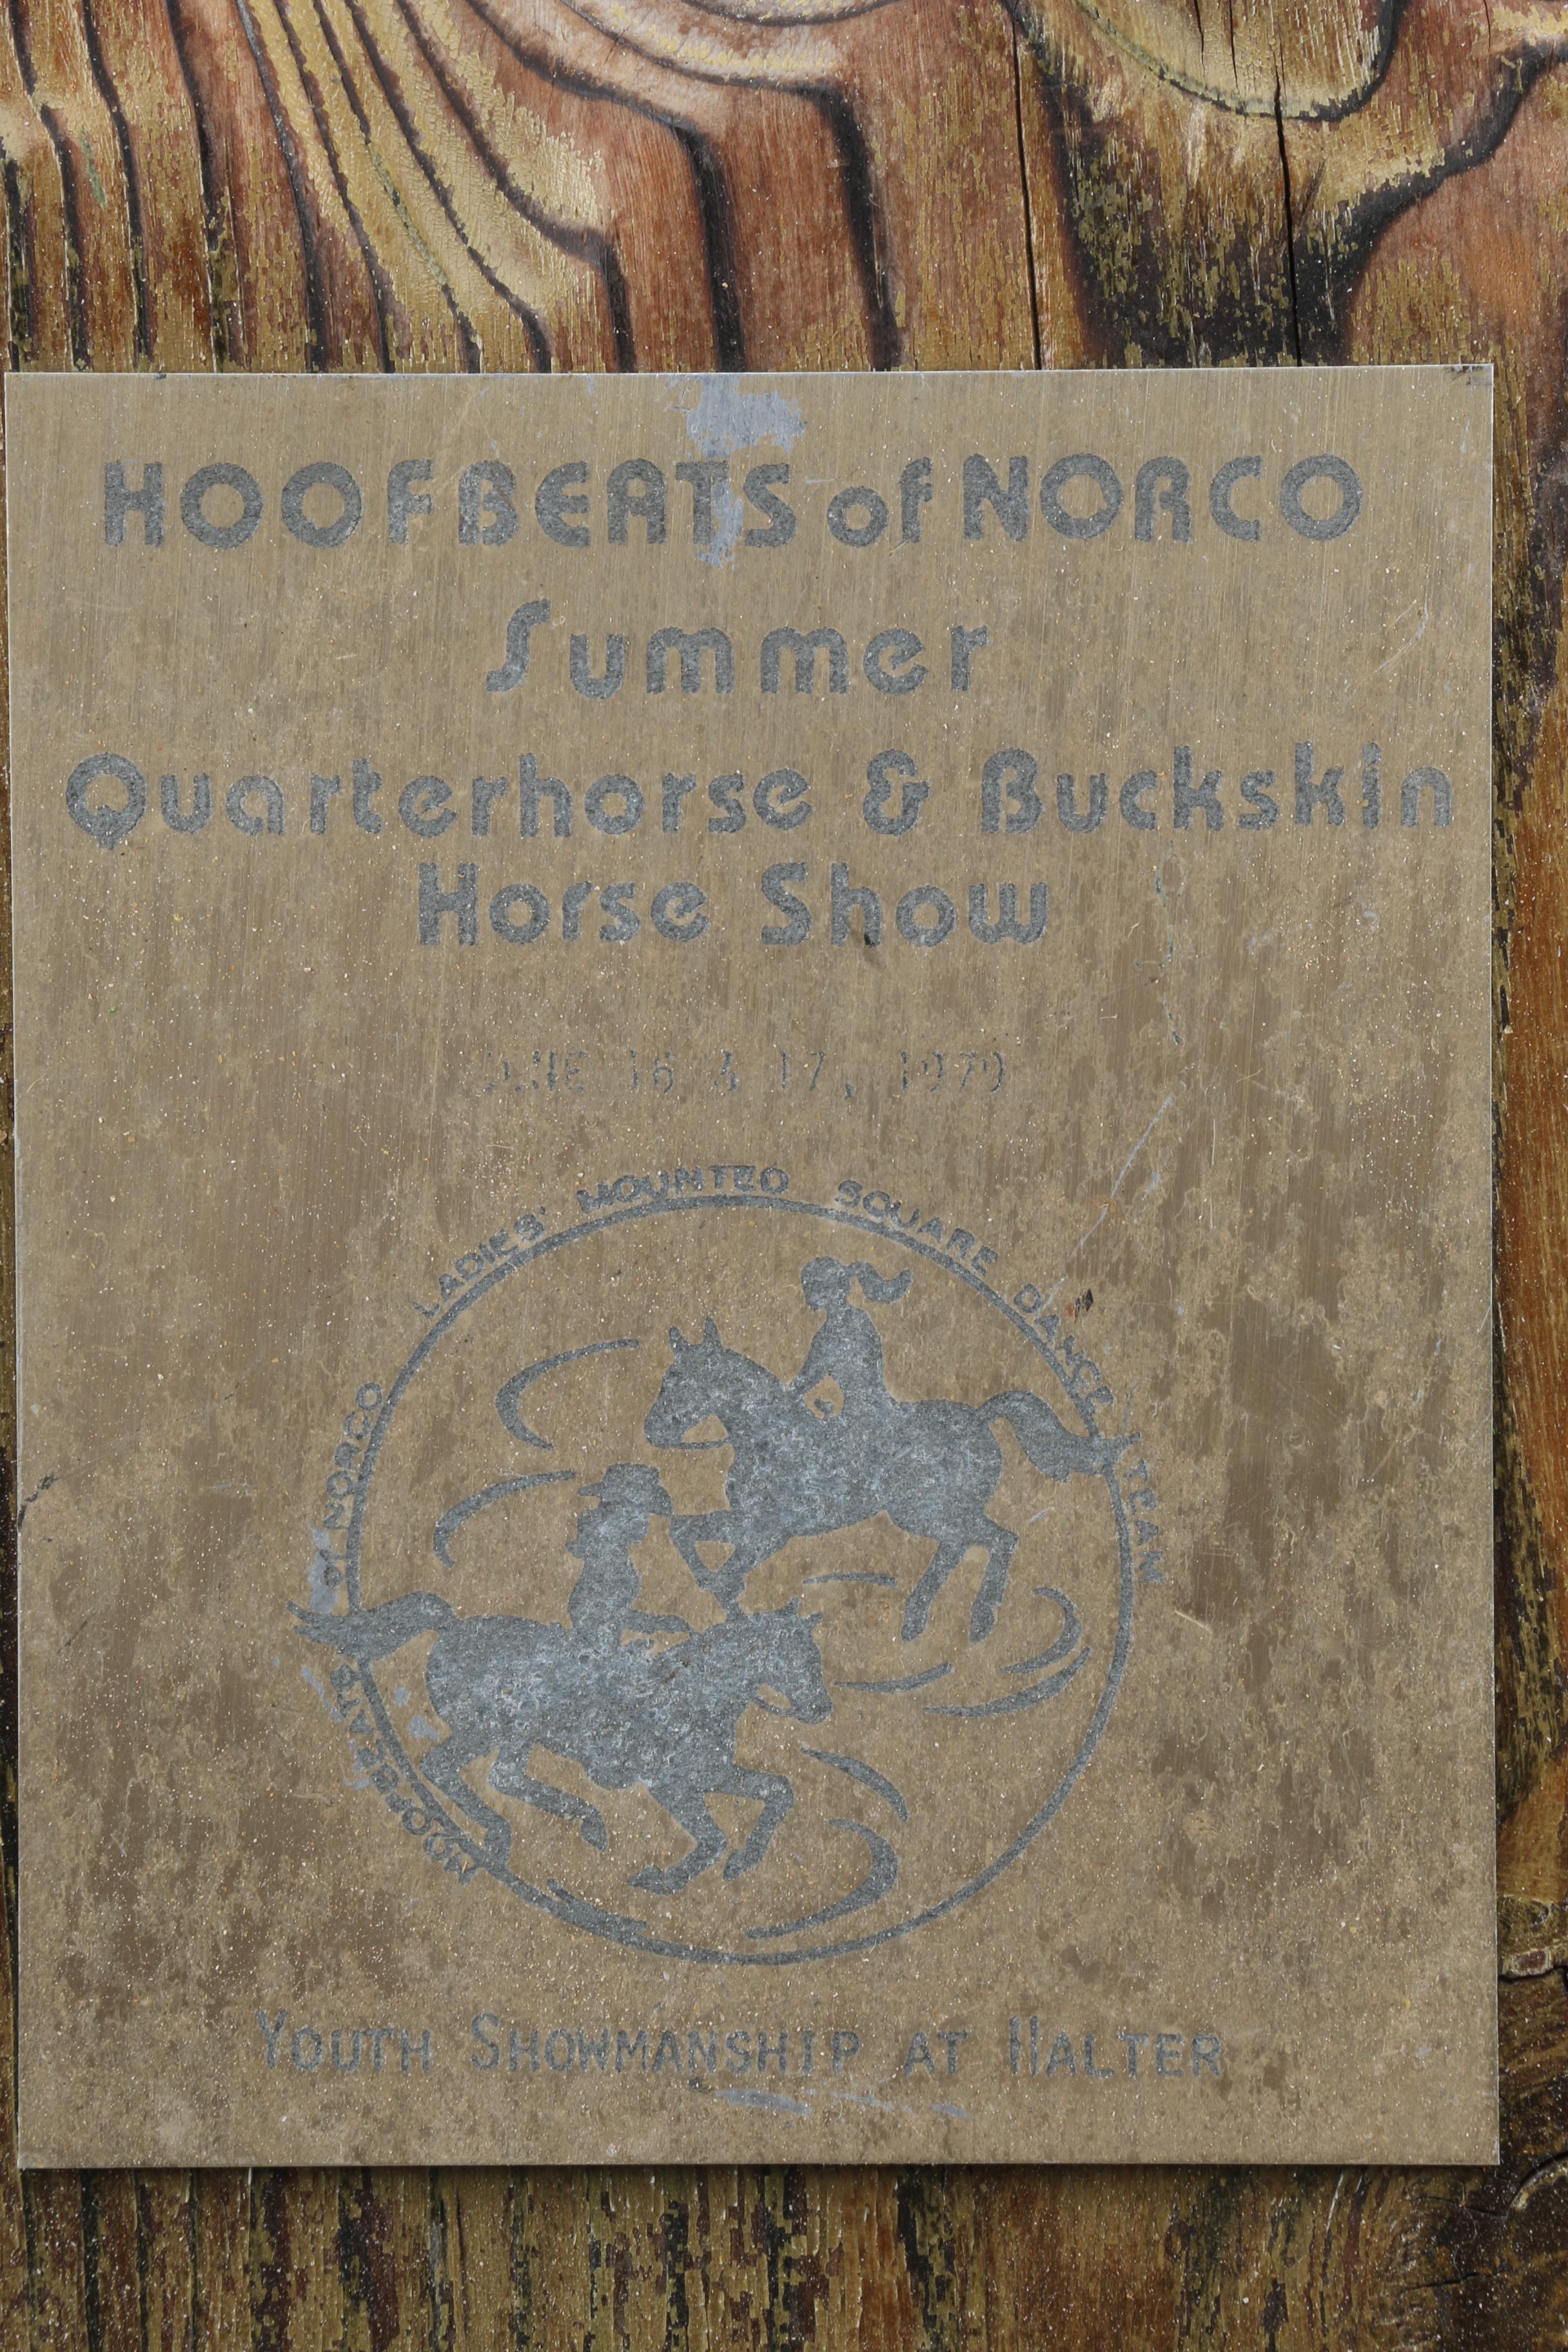 HOOFBEATS of NORCO
Summer
Quarterhorse & Buckskin
Horse Show
JUNE 16 & 17, 1979
HOOFBEATS of NORCO LADIES' MOUNTED SQUARE DANCE TEAM
YOUTH SHOWMANSHIP AT HALTER